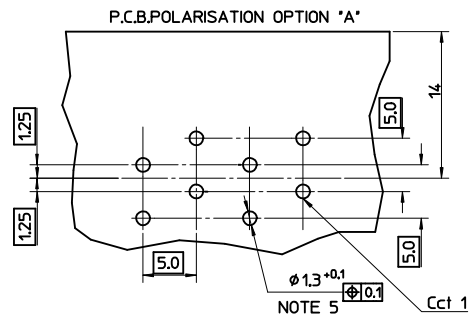 P.C.B.POLARISATION OPTION "A"
14
5.0
1.25
1.25
5.0
5.0
ø1.3 +0.1
⌖ 0.1
NOTE 5
Cct 1